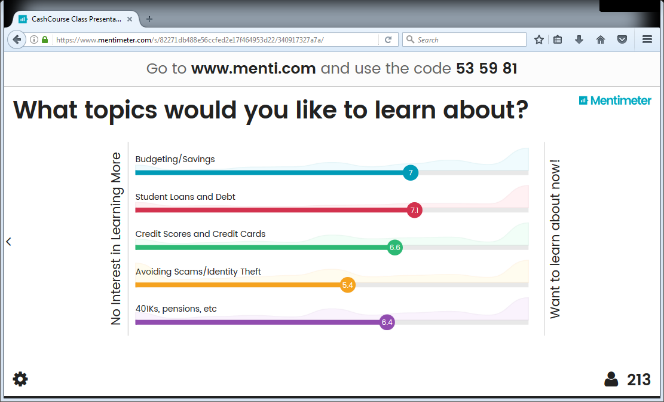 CashCourse Class Presenta...
https://www.mentimeter.com/s/82271db488e56ccfed2e17f464953d22/340917327a7a/
Search
Go to www.menti.com and use the code 53 59 81
What topics would you like to learn about?
Mentimeter
No Interest in Learning More
Budgeting/Savings
7
Student Loans and Debt
7.1
Credit Scores and Credit Cards
6.6
Avoiding Scams/Identity Theft
5.4
401Ks, pensions, etc
6.4
Want to learn about now!
213